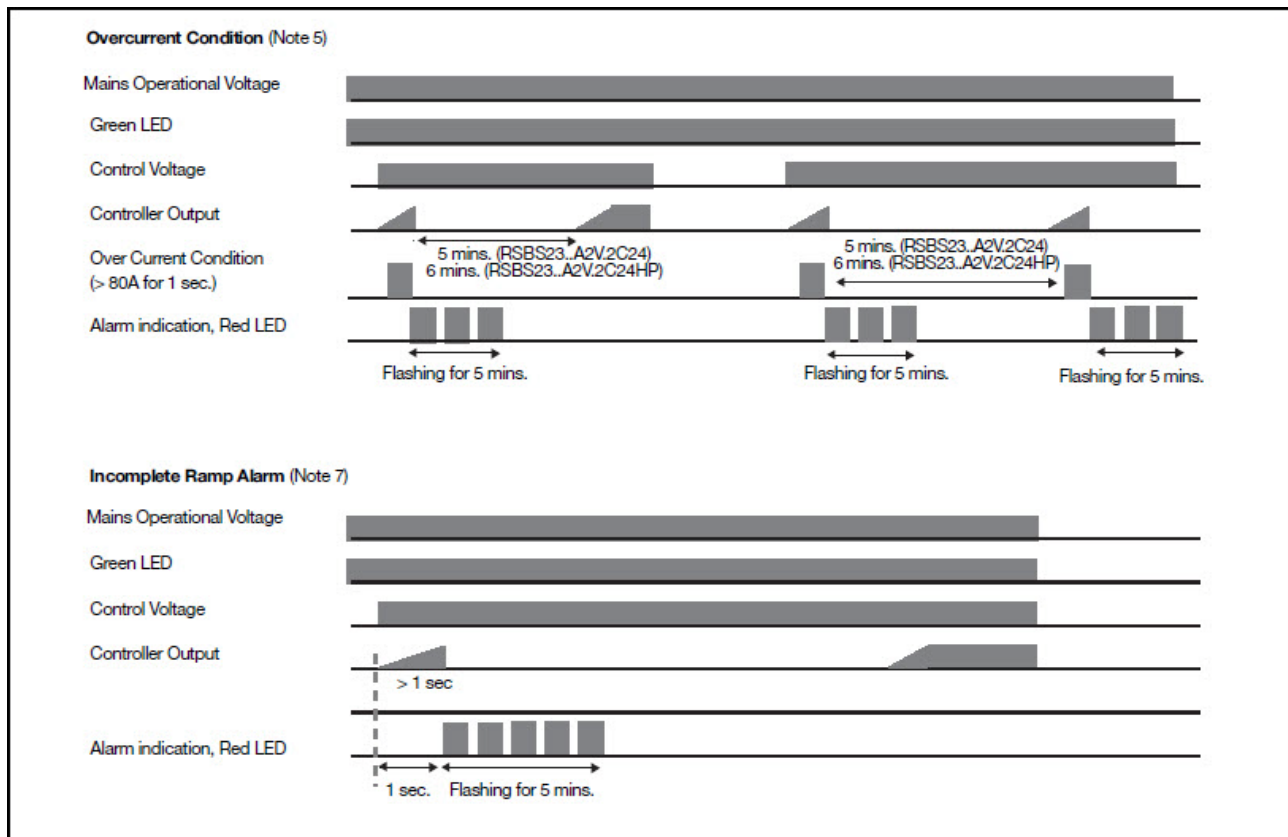 Overcurrent Condition (Note 5)
Mains Operational Voltage
Green LED
Control Voltage
Controller Output
5 mins. (RSBS23..A2V.2C24)
6 mins. (RSBS23..A2V.2C24HP)
5 mins. (RSBS23..A2V.2C24)
6 mins. (RSBS23..A2V.2C24HP)
Over Current Condition
(> 80A for 1 sec.)
Alarm indication, Red LED
Flashing for 5 mins.
Flashing for 5 mins.
Flashing for 5 mins.
Incomplete Ramp Alarm (Note 7)
Mains Operational Voltage
Green LED
Control Voltage
Controller Output
> 1 sec
Alarm indication, Red LED
1 sec.
Flashing for 5 mins.